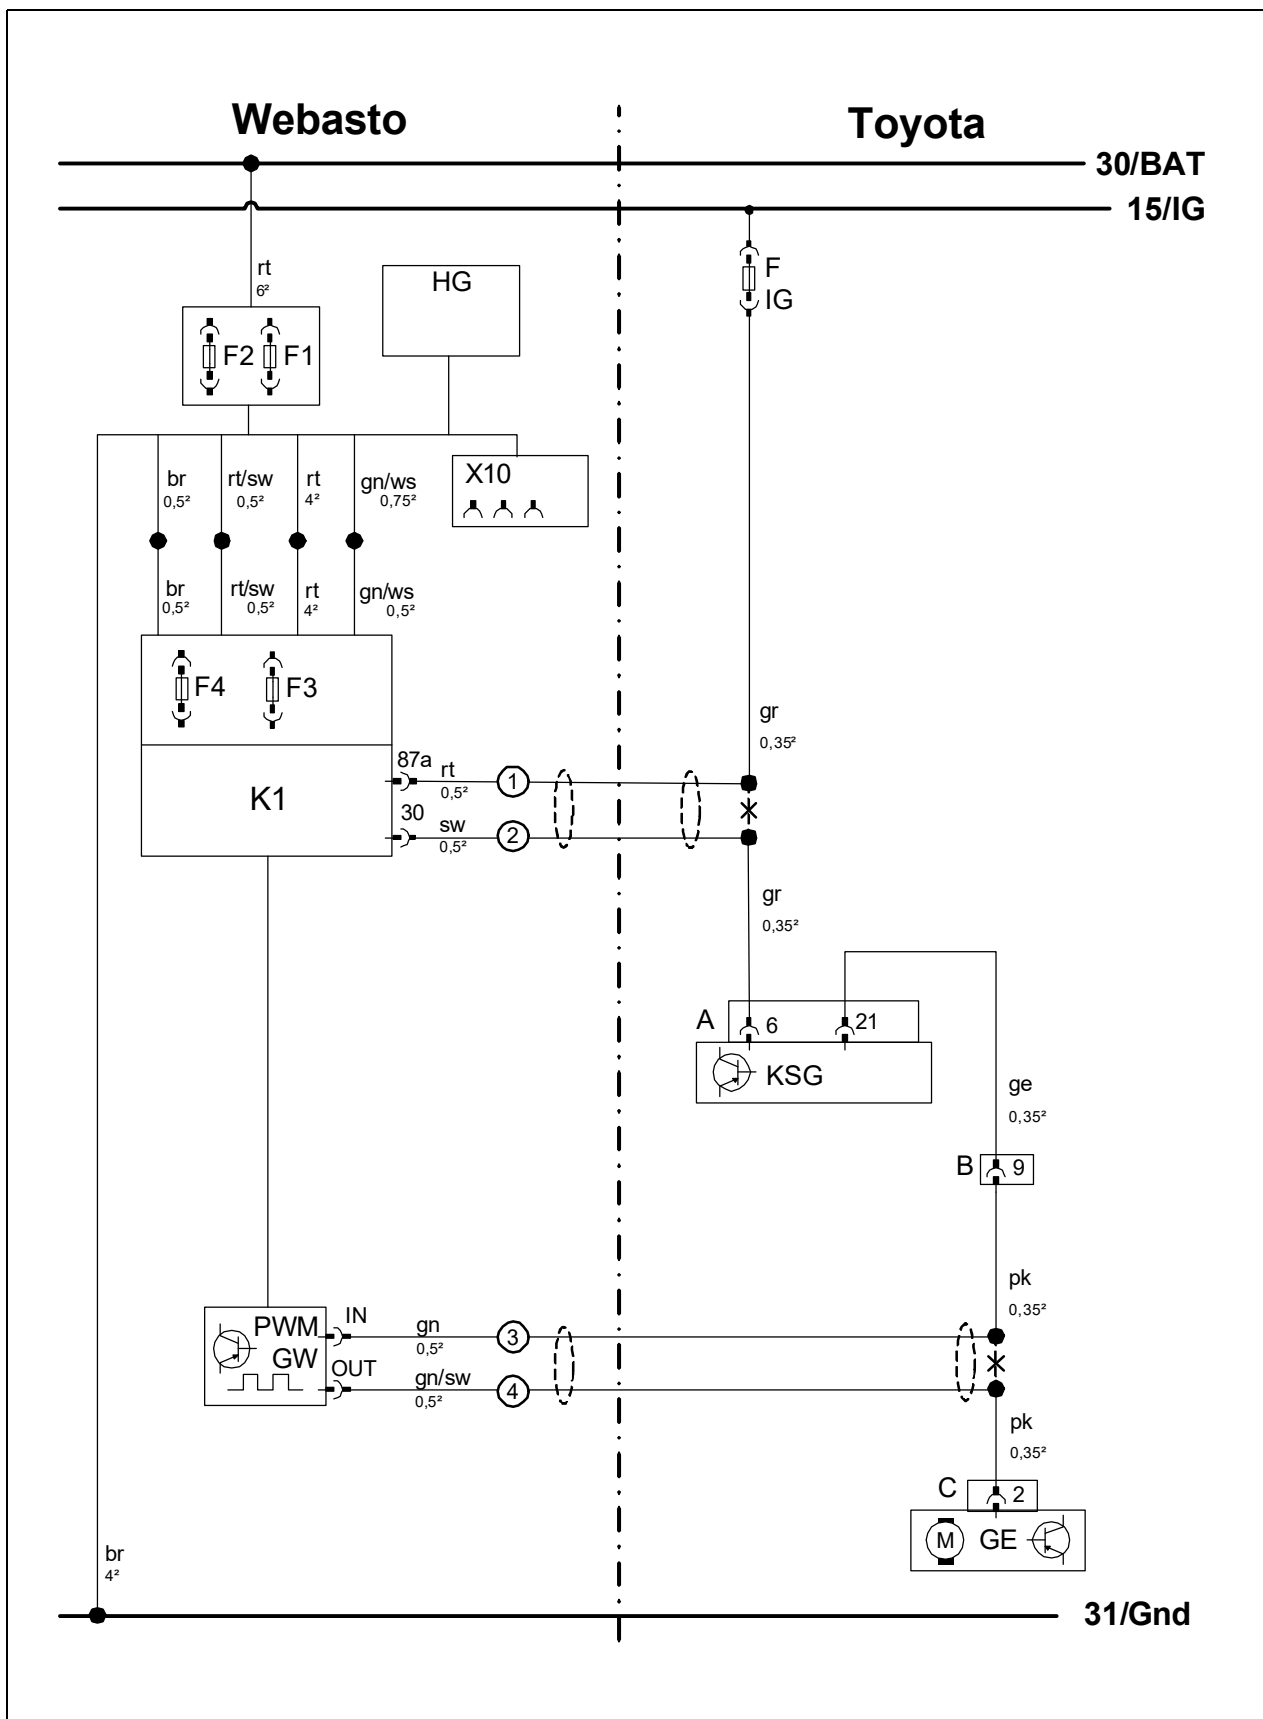 Webasto
Toyota
30/BAT
15/IG
rt
6²
F
IG
HG
F2
F1
X10
br
0,5²
rt/sw
0,5²
rt
4²
gn/ws
0,75²
br
0,5²
rt/sw
0,5²
rt
4²
gn/ws
0,5²
F4
F3
gr
0,35²
87a
rt
0,5²
1
K1
30
sw
0,5²
2
gr
0,35²
A
6
21
KSG
ge
0,35²
B
9
pk
0,35²
PWM
GW
IN
gn
0,5²
3
OUT
gn/sw
0,5²
4
pk
0,35²
C
2
M
GE
br
4²
31/Gnd